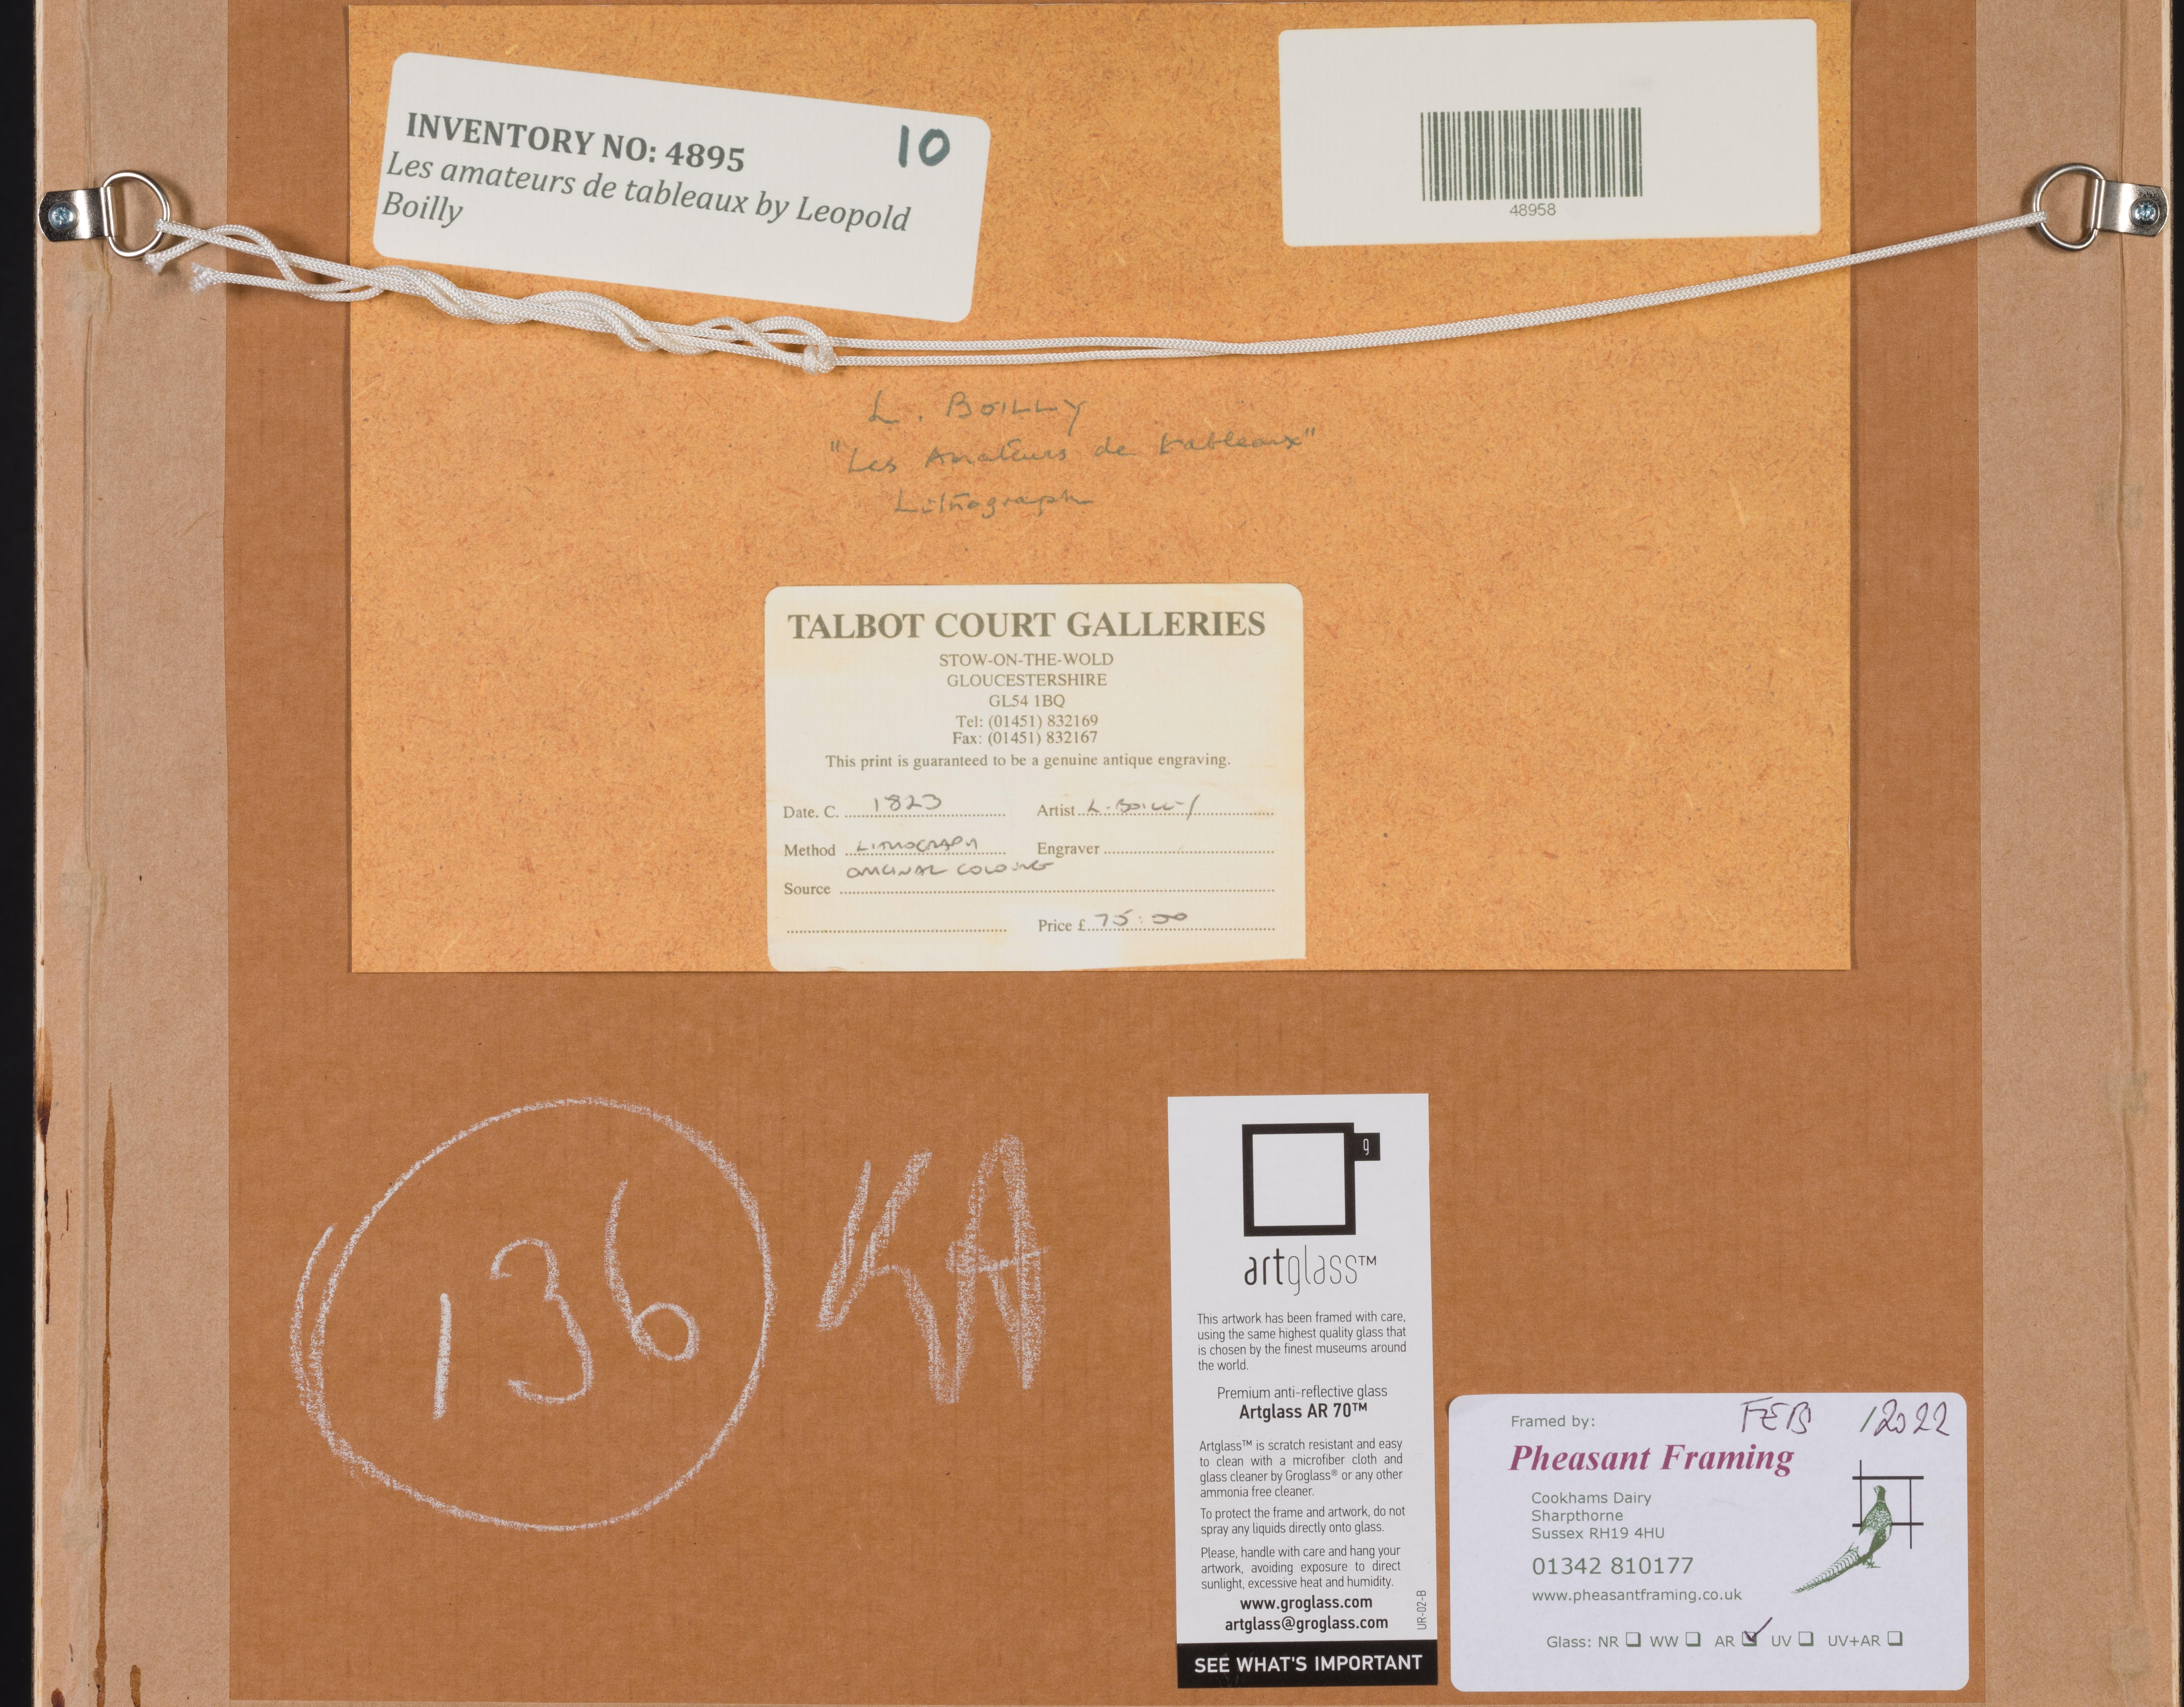 INVENTORY NO: 4895
10
Les amateurs de tableaux by Leopold
Boilly
48958
L. BOILLY
"Les Amateurs de tableaux"
Lithograph
TALBOT COURT GALLERIES
STOW-ON-THE-WOLD
GLOUCESTERSHIRE
GL54 1BQ
Tel: (01451) 832169
Fax: (01451) 832167
This print is guaranteed to be a genuine antique engraving.
Date. C. 1823 Artist L. BOILLY
Method LITHOGRAPH Engraver
ORIGINAL COLOURING
Source
Price £ 75:00
136
KA
g
artglass™
This artwork has been framed with care,
using the same highest quality glass that
is chosen by the finest museums around
the world.
Premium anti-reflective glass
Artglass AR 70™
Artglass™ is scratch resistant and easy
to clean with a microfiber cloth and
glass cleaner by Groglass® or any other
ammonia free cleaner.
To protect the frame and artwork, do not
spray any liquids directly onto glass.
Please, handle with care and hang your
artwork, avoiding exposure to direct
sunlight, excessive heat and humidity.
www.groglass.com
artglass@groglass.com
UR-02-B
SEE WHAT'S IMPORTANT
Framed by: FEB /2022
Pheasant Framing
Cookhams Dairy
Sharpthorne
Sussex RH19 4HU
01342 810177
www.pheasantframing.co.uk
Glass: NR ☐ WW ☐ AR ☑ UV ☐ UV+AR ☐